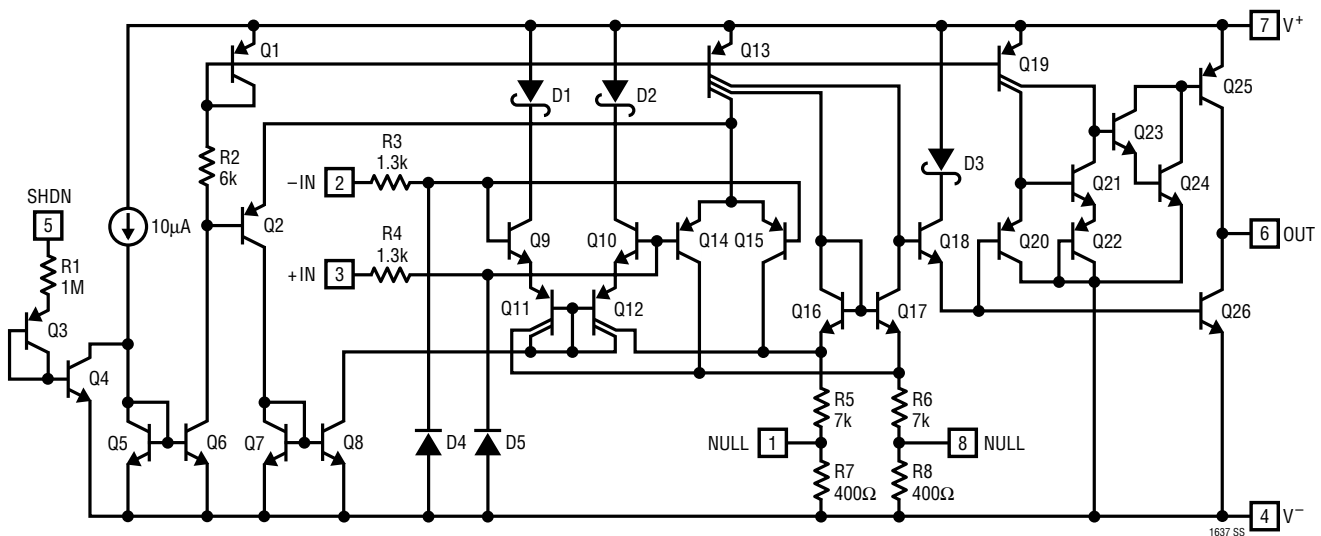 Q1
Q13
Q19
7 V+
Q25
D1
D2
Q23
R3
1.3k
R2
6k
−IN 2
D3
Q21
Q24
SHDN
5
10µA
Q2
Q9
Q10
Q14
Q15
Q18
Q20
Q22
6 OUT
R4
1.3k
+IN 3
R1
1M
Q11
Q12
Q16
Q17
Q26
Q3
Q4
R5
7k
R6
7k
Q5
Q6
Q7
Q8
D4
D5
NULL 1
8 NULL
R7
400Ω
R8
400Ω
4 V−
1637 SS